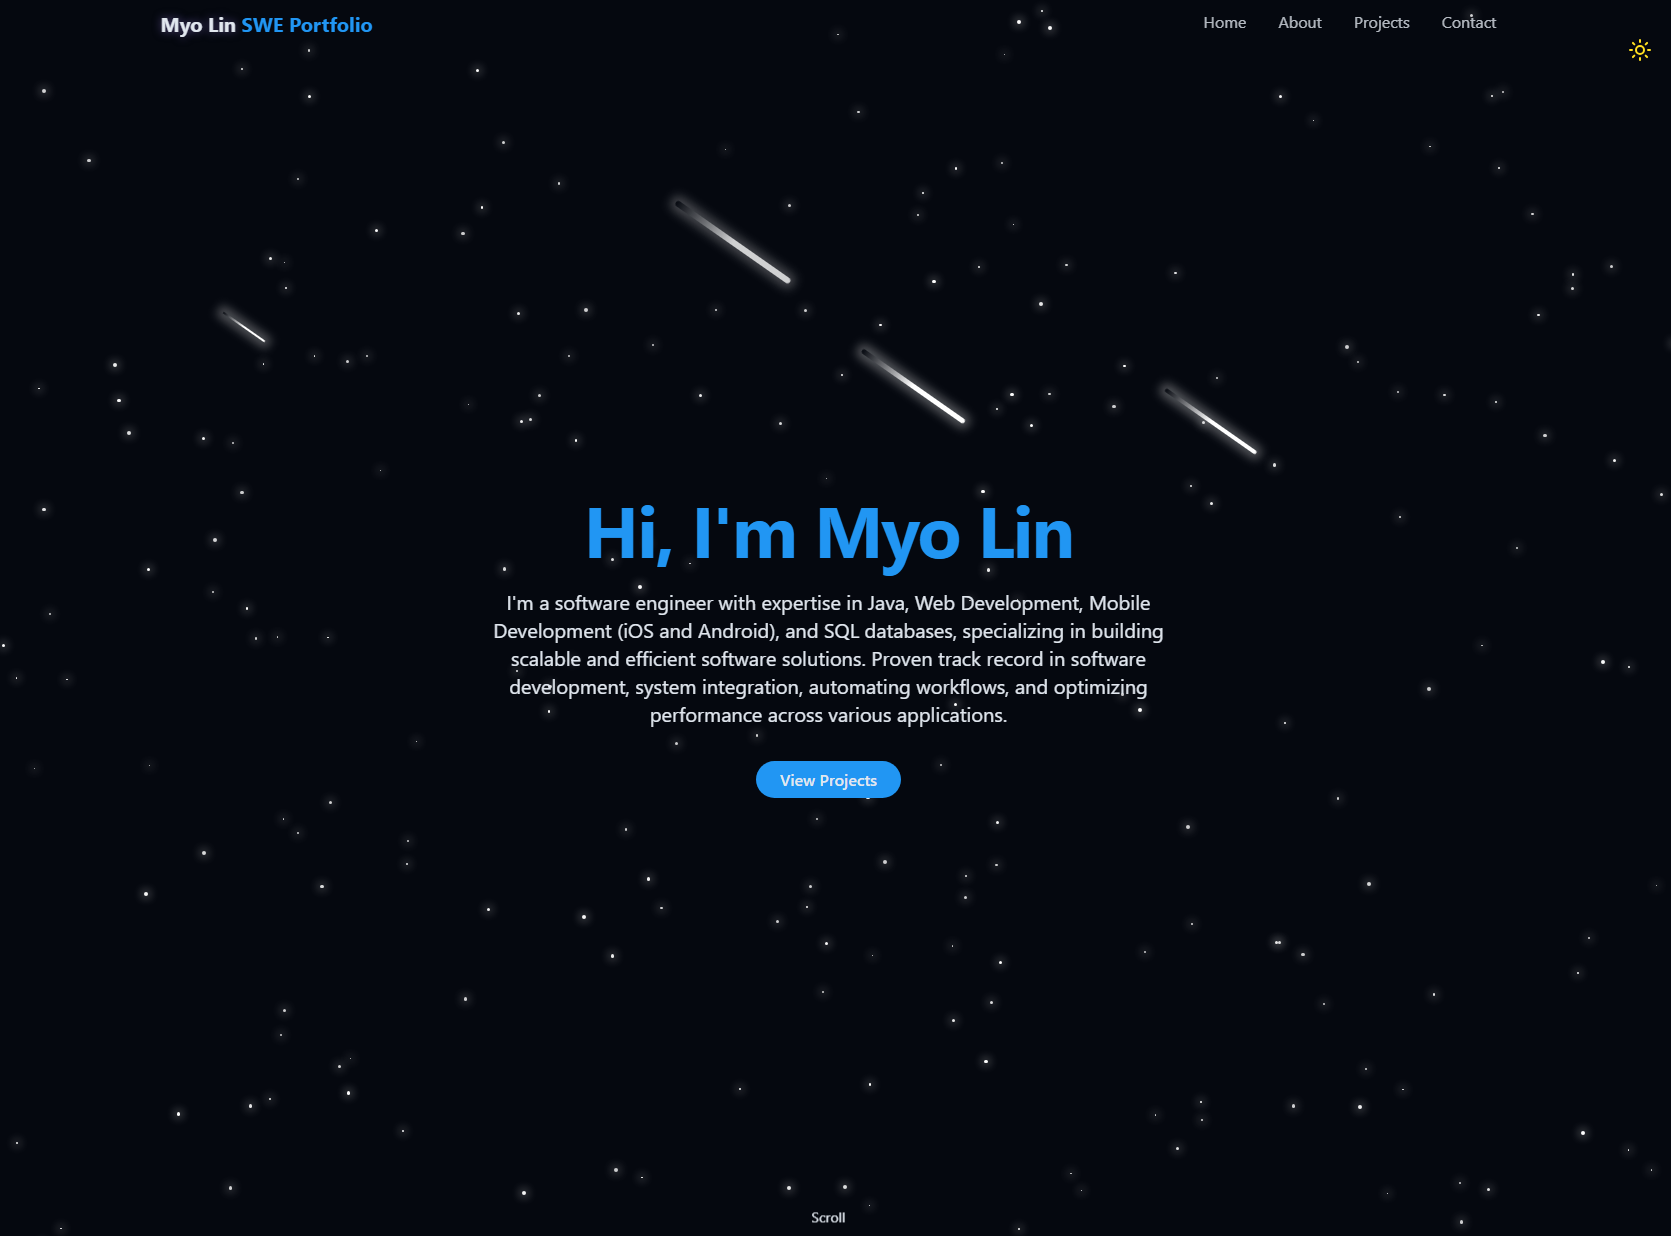 Myo Lin SWE Portfolio
Home About Projects Contact
Hi, I'm Myo Lin
I'm a software engineer with expertise in Java, Web Development, Mobile
Development (iOS and Android), and SQL databases, specializing in building
scalable and efficient software solutions. Proven track record in software
development, system integration, automating workflows, and optimizing
performance across various applications.
View Projects
Scroll